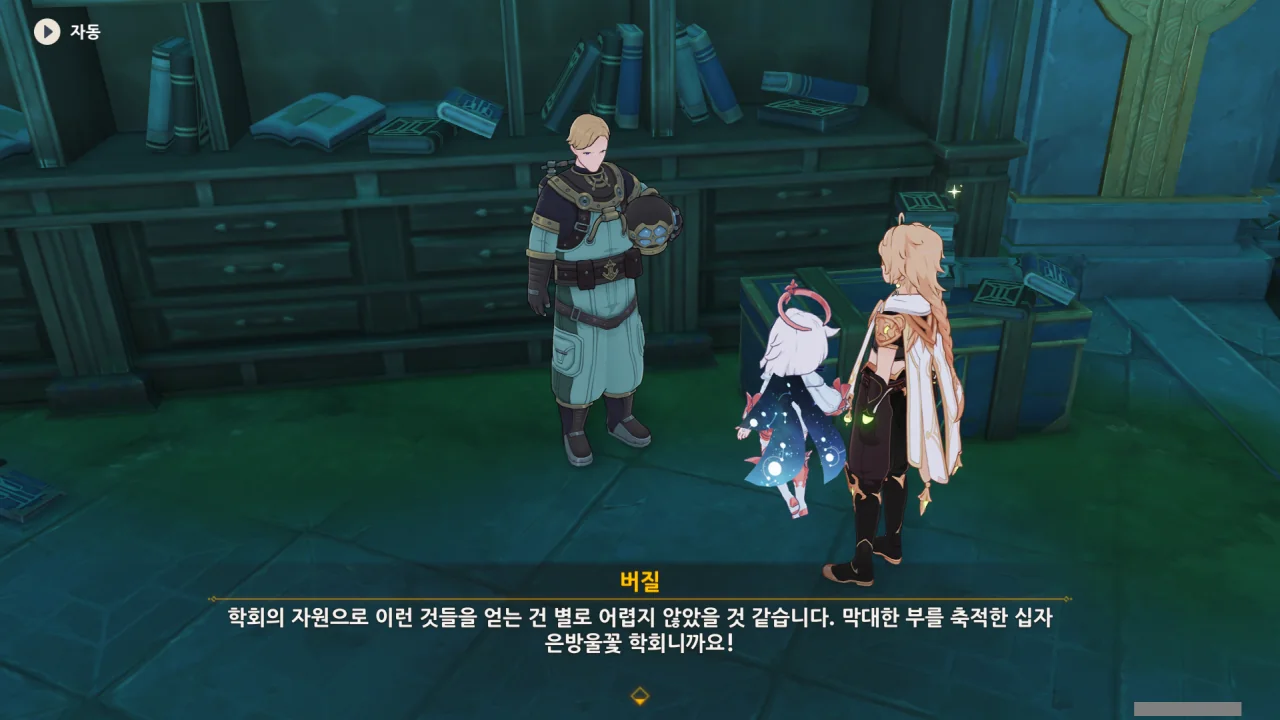 자동
버질
학회의 자원으로 이런 것들을 얻는 건 별로 어렵지 않았을 것 같습니다. 막대한 부를 축적한 십자
은방울꽃 학회니까요!